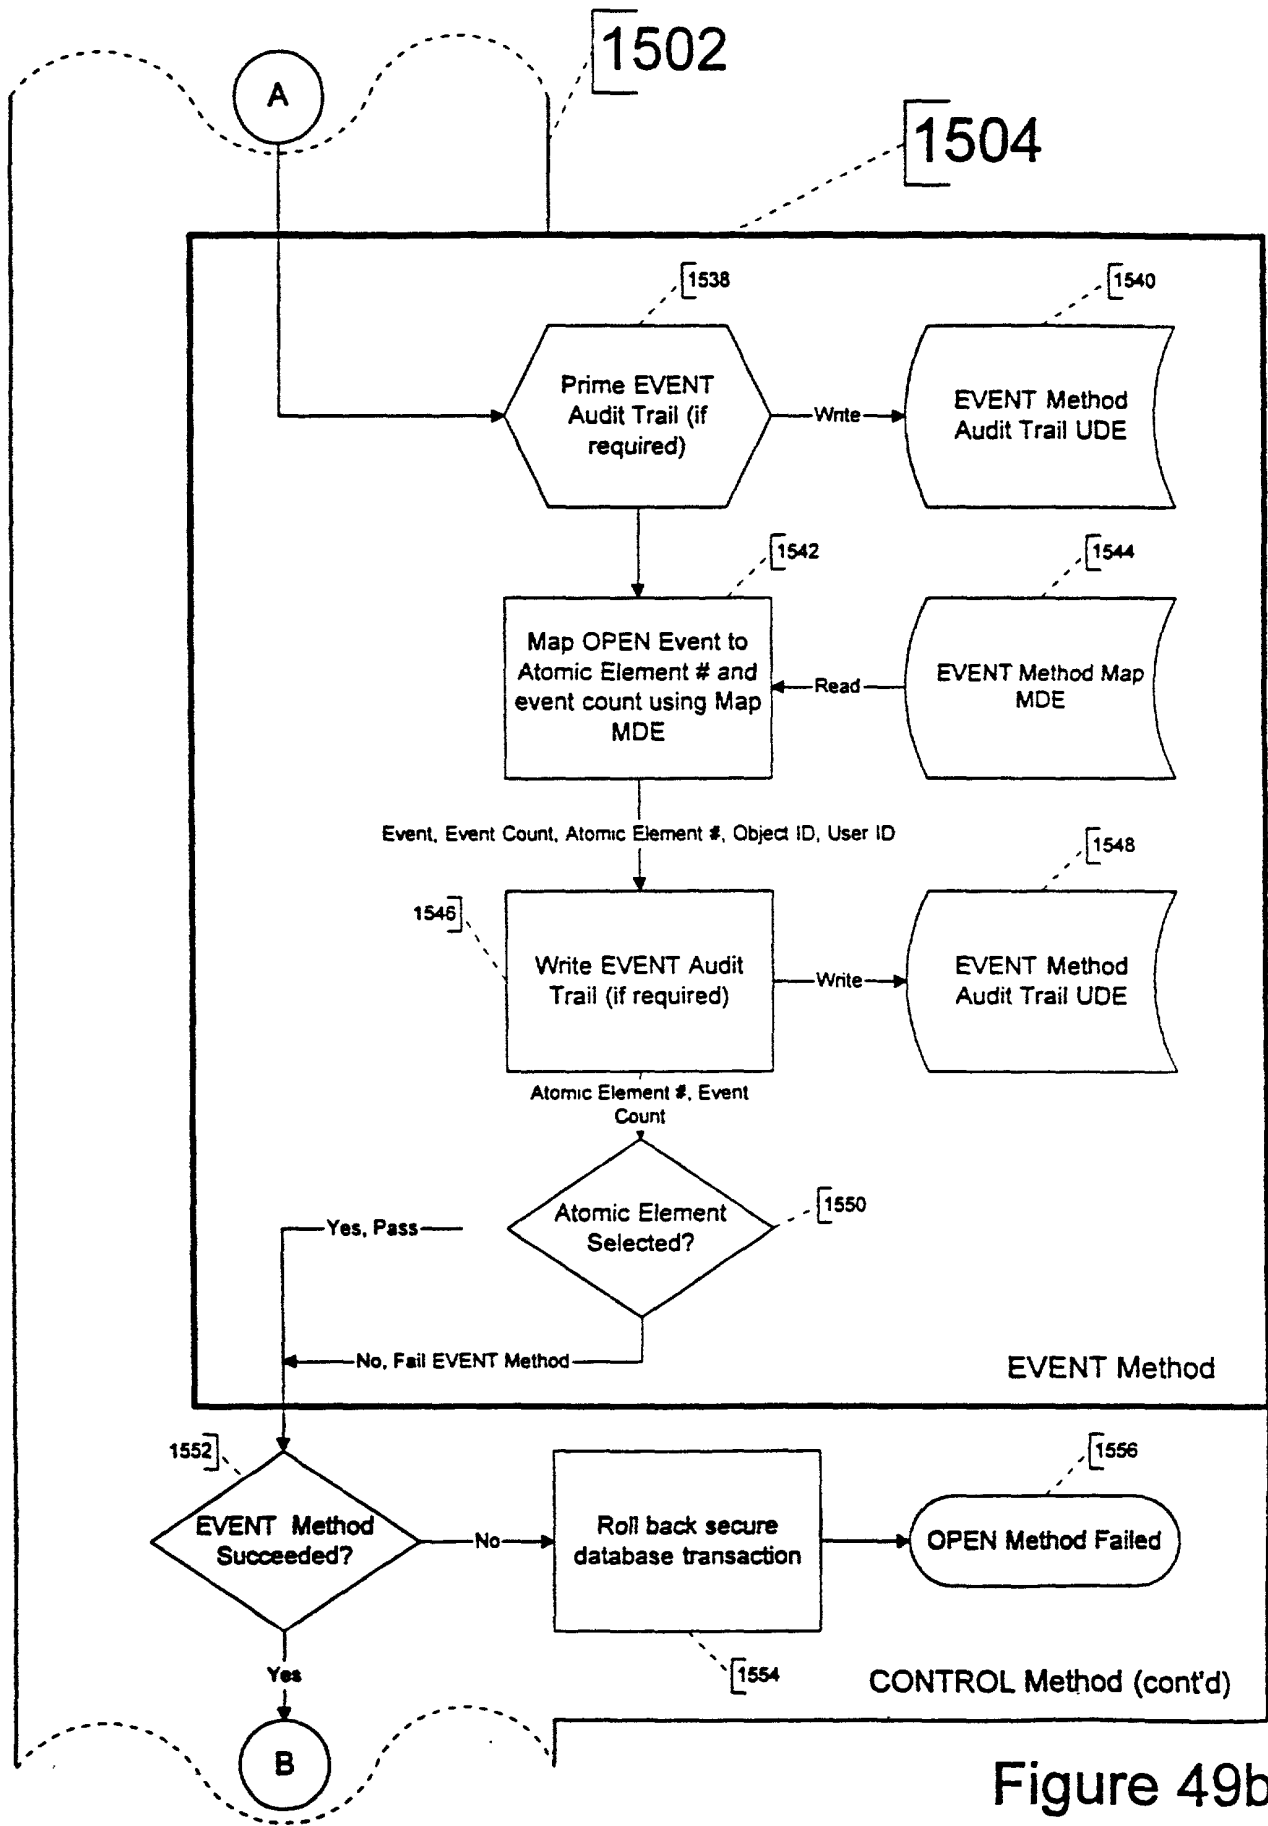 1502
A
1504
1538
1540
Prime EVENT
Audit Trail (if
required)
Write
EVENT Method
Audit Trail UDE
1542
1544
Map OPEN Event to
Atomic Element # and
event count using Map
MDE
Read
EVENT Method Map
MDE
Event, Event Count, Atomic Element #, Object ID, User ID
1548
1546
Write EVENT Audit
Trail (if required)
Write
EVENT Method
Audit Trail UDE
Atomic Element #, Event
Count
1550
Atomic Element
Selected?
Yes, Pass
No, Fail EVENT Method
EVENT Method
1552
1556
EVENT Method
Succeeded?
No
Roll back secure
database transaction
OPEN Method Failed
Yes
1554
CONTROL Method (cont'd)
B
Figure 49b